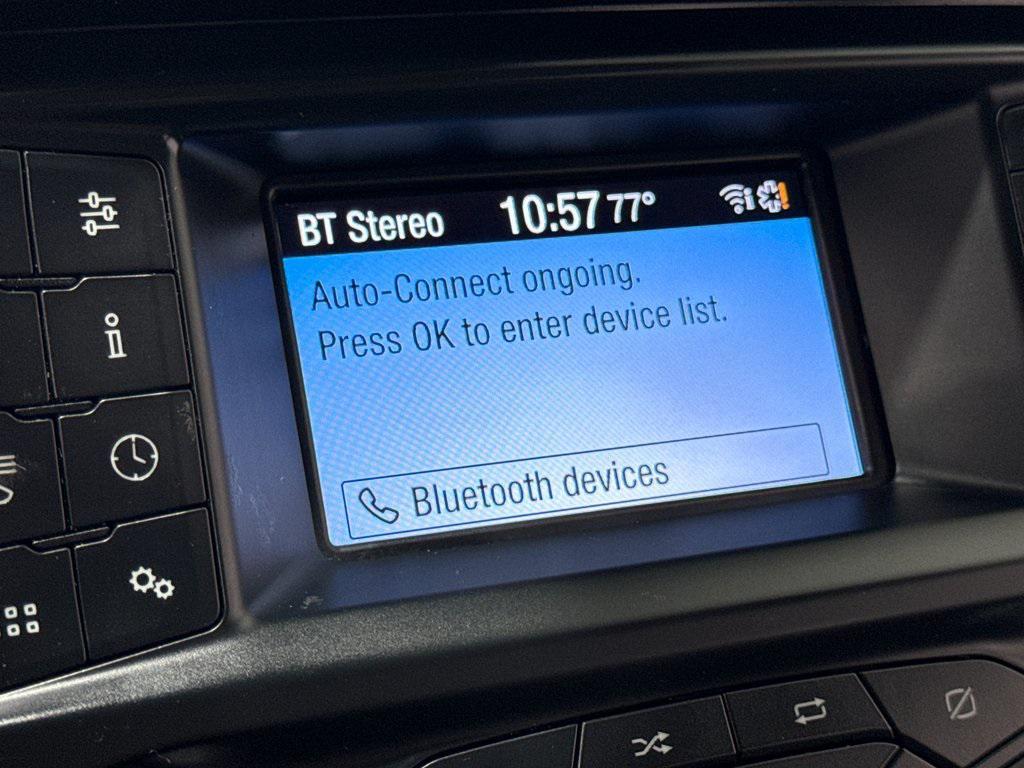 BT Stereo 10:57 77°
Auto-Connect ongoing.
Press OK to enter device list.
Bluetooth devices